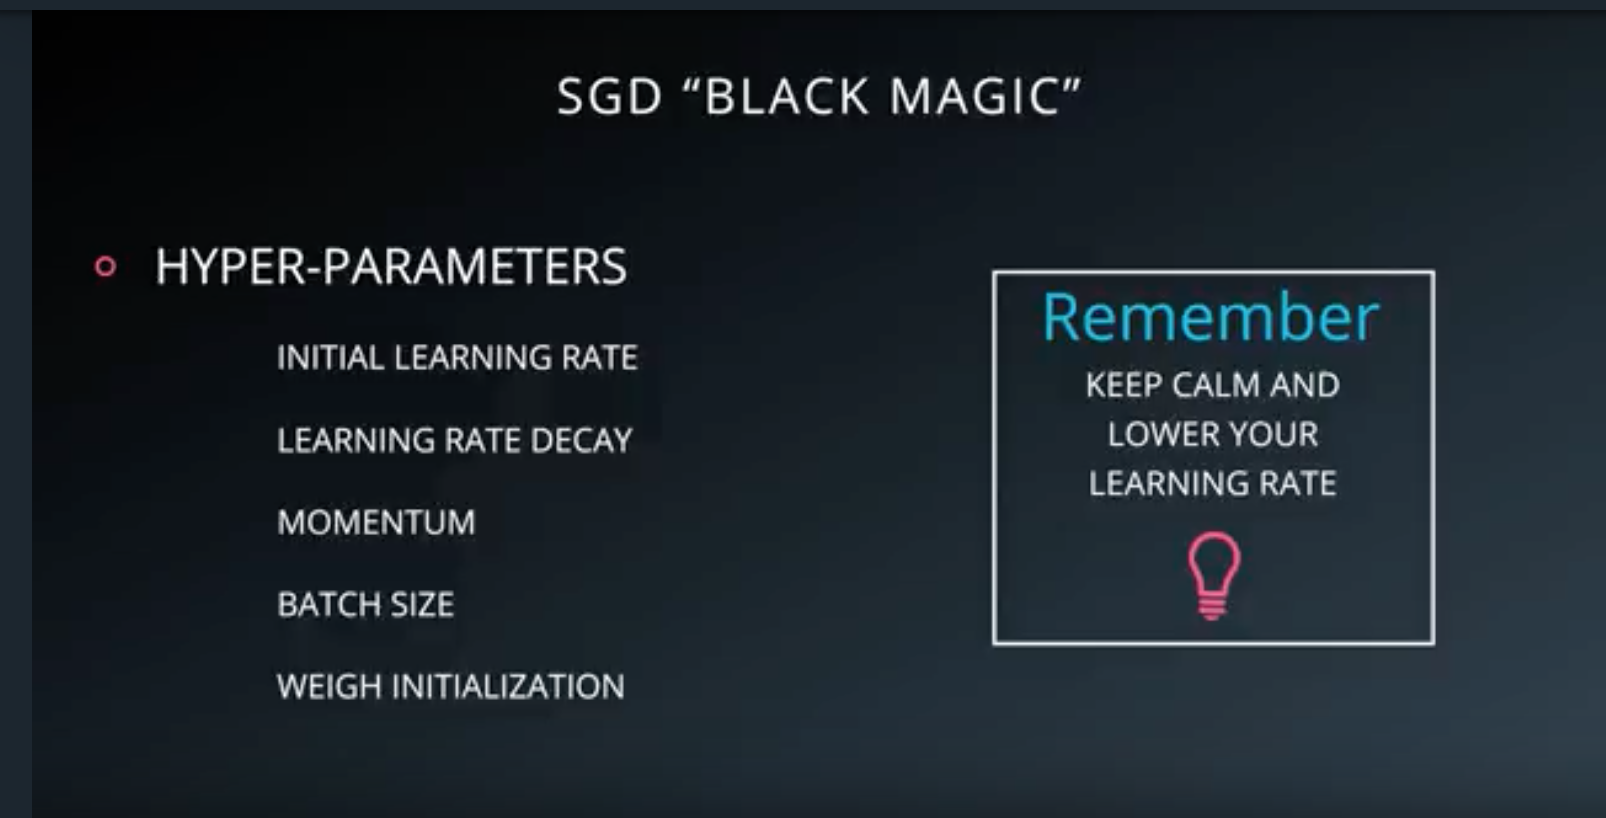 SGD “BLACK MAGIC”
HYPER-PARAMETERS
INITIAL LEARNING RATE
LEARNING RATE DECAY
MOMENTUM
BATCH SIZE
WEIGH INITIALIZATION
Remember
KEEP CALM AND
LOWER YOUR
LEARNING RATE